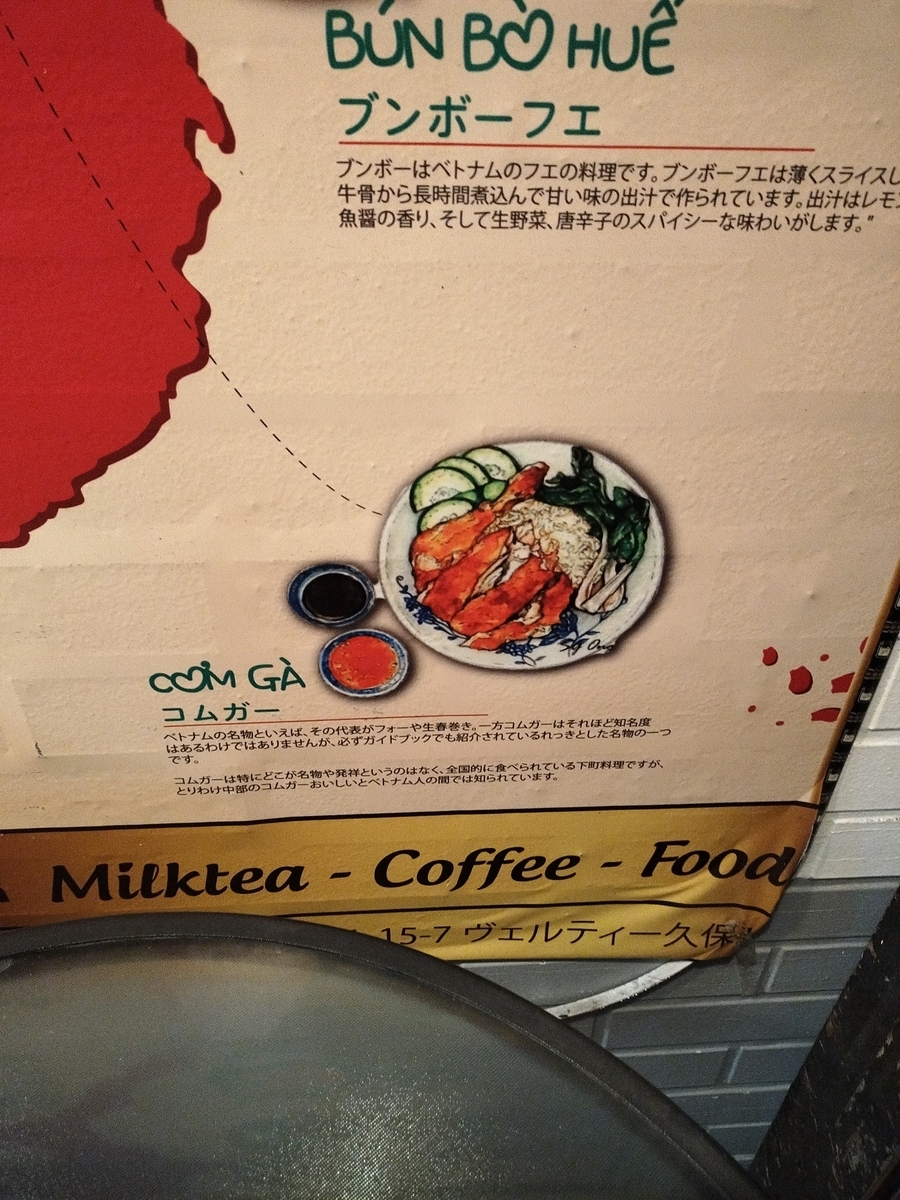 BÚN BÒ HUẾ
ブンボーフエ
ブンボーはベトナムのフエの料理です。ブンボーフエは薄くスライスし
牛骨から長時間煮込んで甘い味の出汁で作られています。出汁はレモ
魚醤の香り、そして生野菜、唐辛子のスパイシーな味わいがします。"
CƠM GÀ
コムガー
ベトナムの名物といえば、その代表がフォーや生春巻き。一方コムガーはそれほど知名度
はあるわけではありませんが、必ずガイドブックでも紹介されているれっきとした名物の一つ
です。
コムガーは特にどこが名物や発祥というのはなく、全国的に食べられている下町料理ですが、
とりわけ中部のコムガーおいしいとベトナム人の間では知られています。
Milktea - Coffee - Food
15-7 ヴェルティー久保